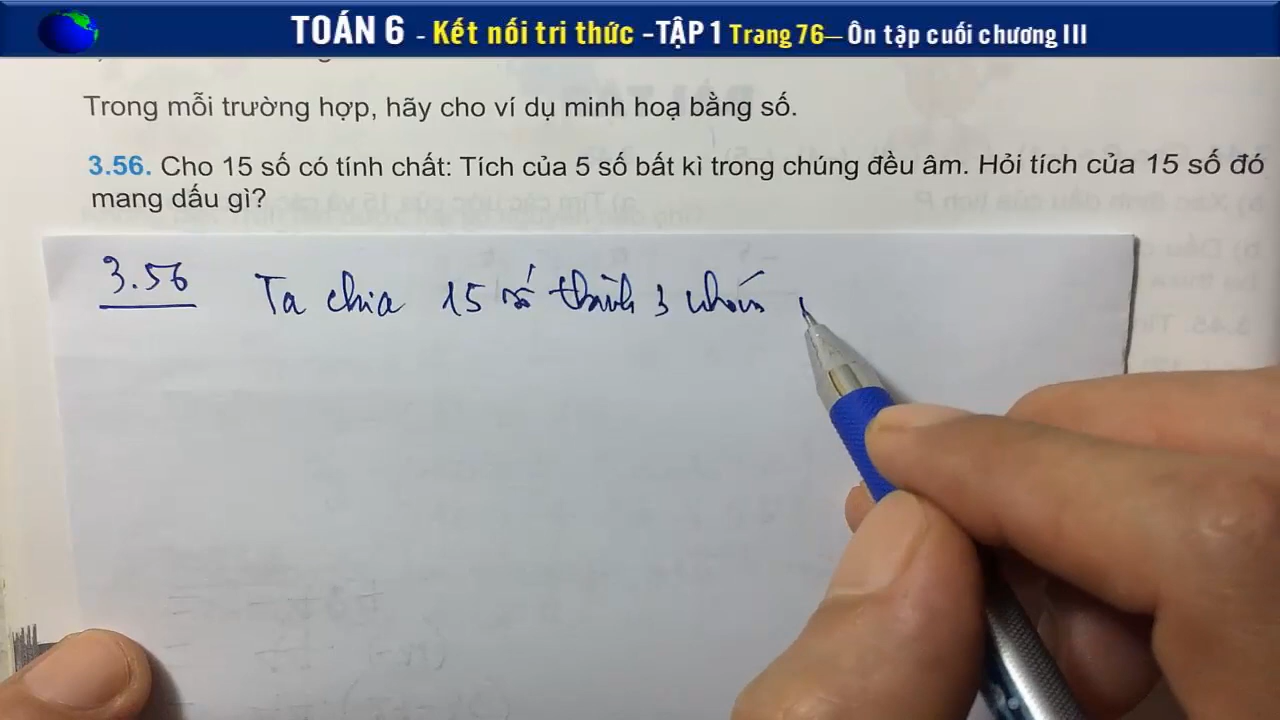 TOÁN 6 - Kết nối tri thức -TẬP 1 Trang 76– Ôn tập cuối chương III
Trong mỗi trường hợp, hãy cho ví dụ minh hoạ bằng số.
3.56. Cho 15 số có tính chất: Tích của 5 số bất kì trong chúng đều âm. Hỏi tích của 15 số đó
mang dấu gì?
3.56 Ta chia 15 số thành 3 nhóm